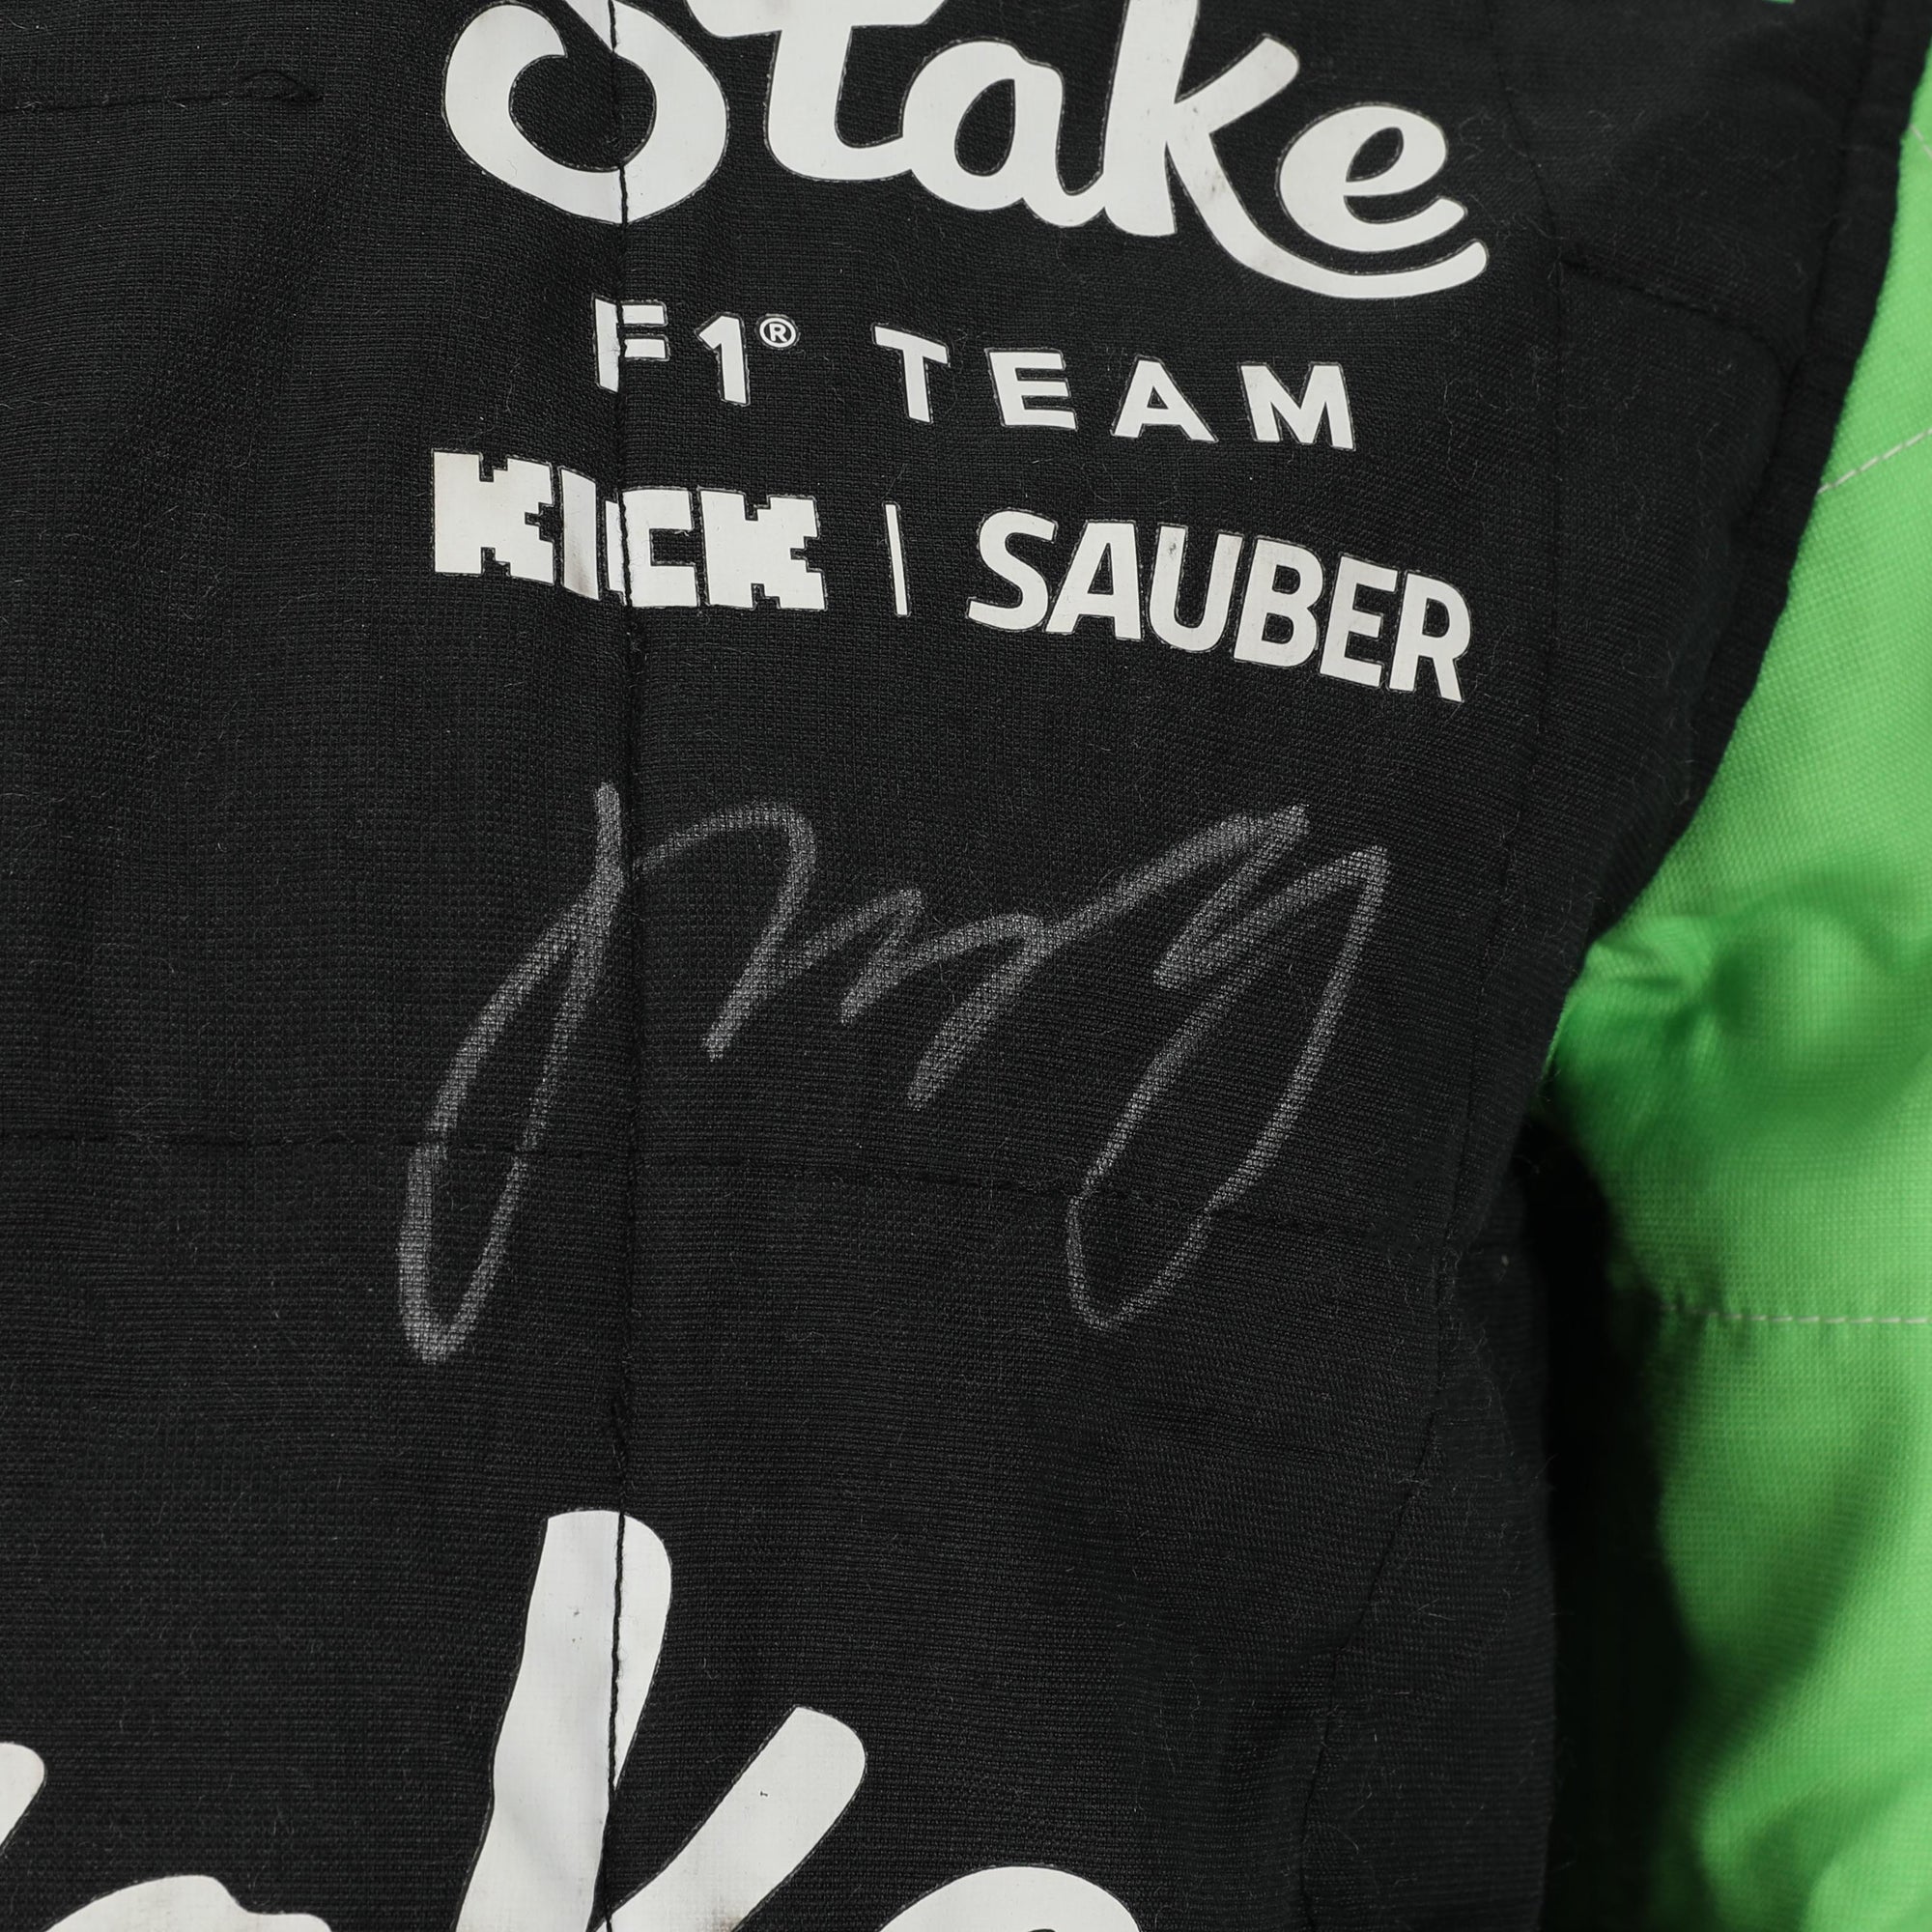 Stake
F1® TEAM
KICK | SAUBER